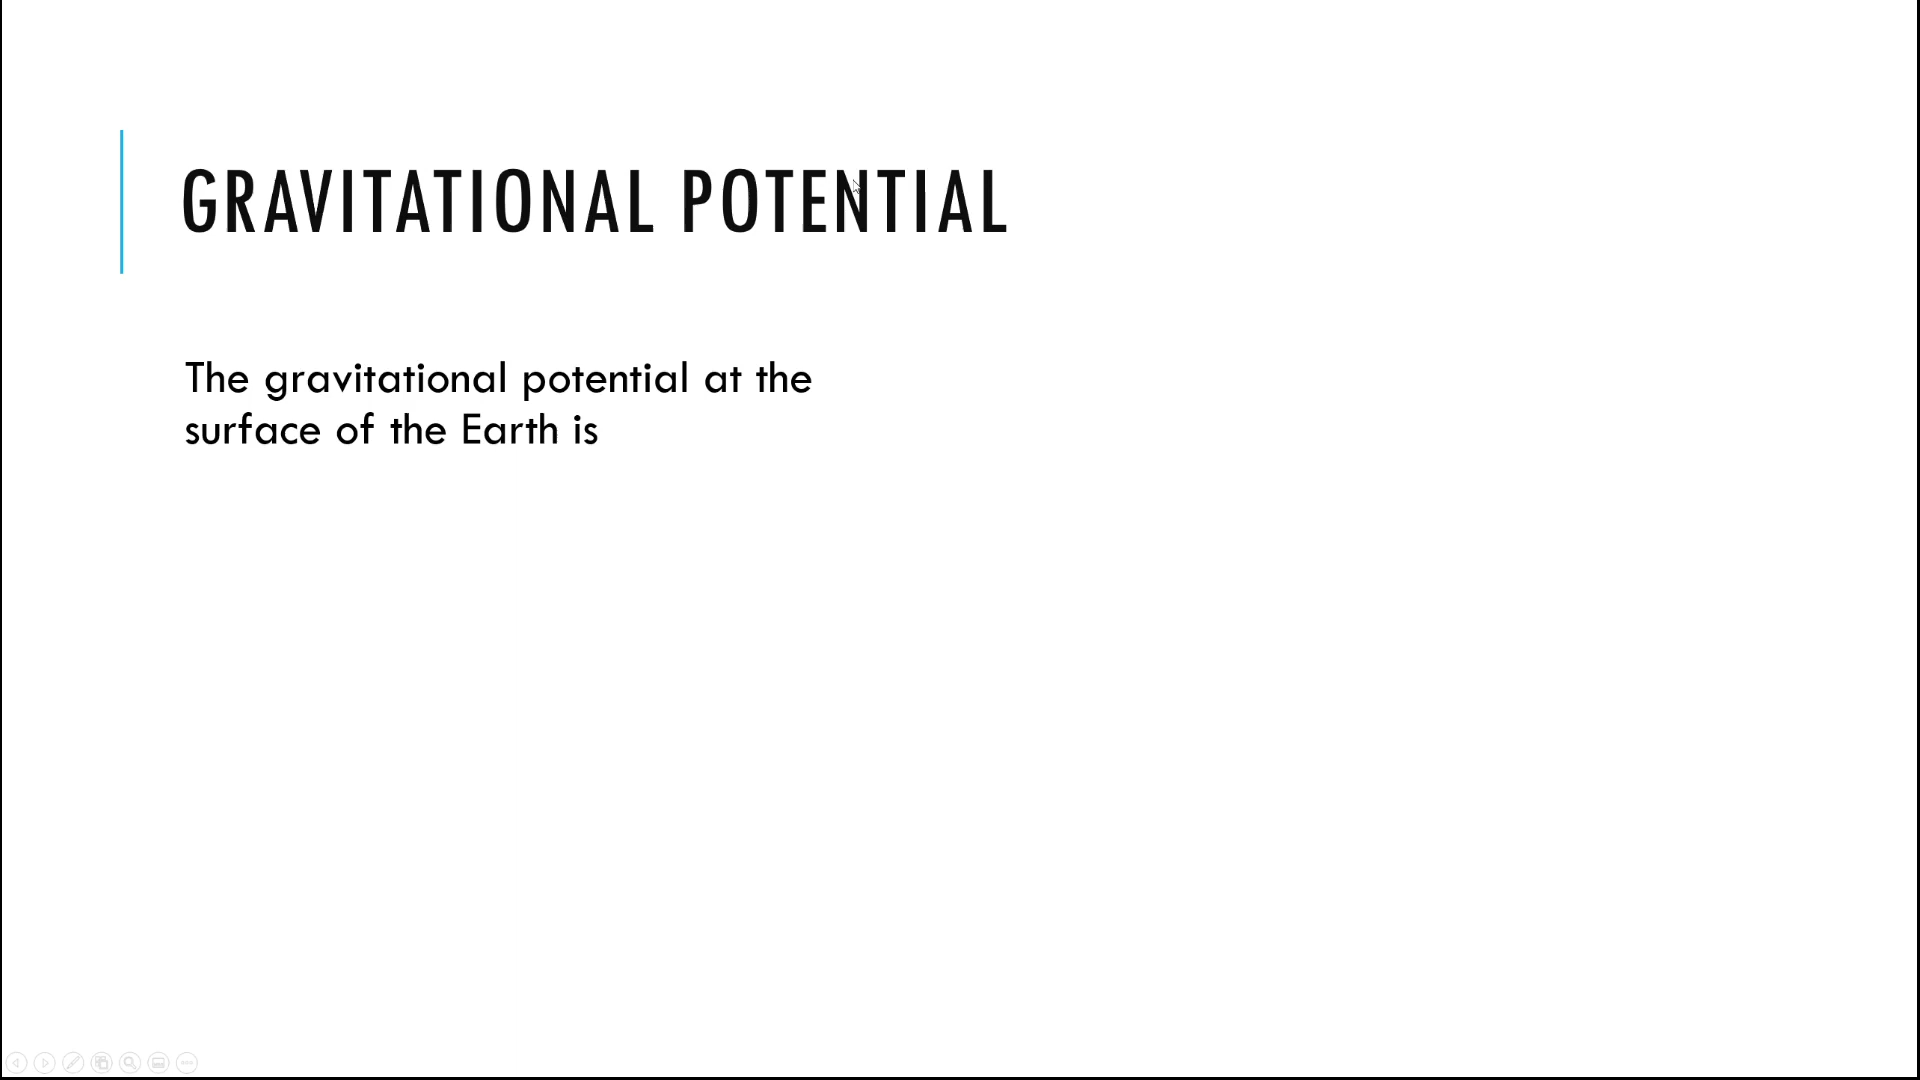 GRAVITATIONAL POTENTIAL
The gravitational potential at the
surface of the Earth is